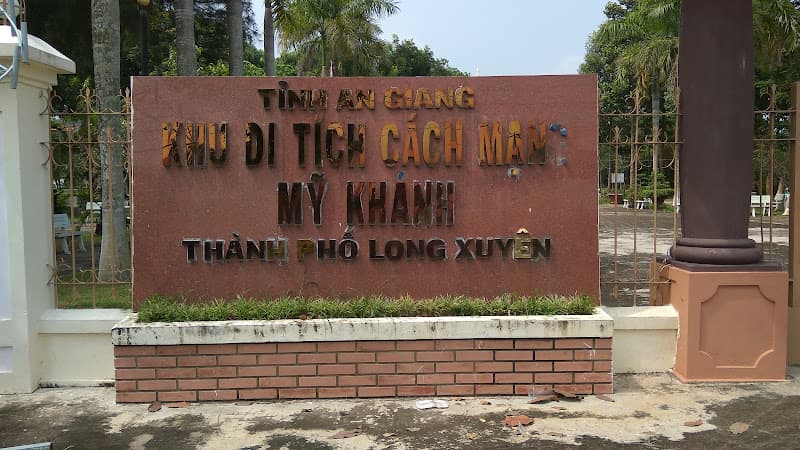 TỈNH AN GIANG
KHU DI TÍCH CÁCH MẠNG
MỸ KHÁNH
THÀNH PHỐ LONG XUYÊN